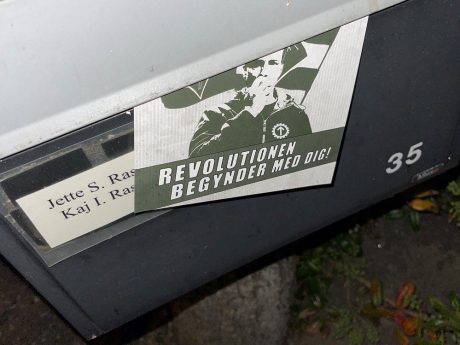 REVOLUTIONEN
BEGYNDER MED DIG!
Jette S. Ras
Kaj I. Ras
35